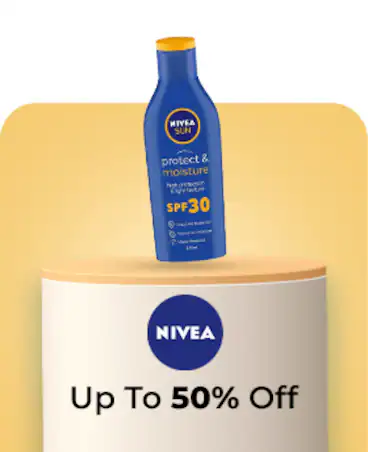 NIVEA
SUN
protect &
moisture
SPF30
NIVEA
Up To 50% Off